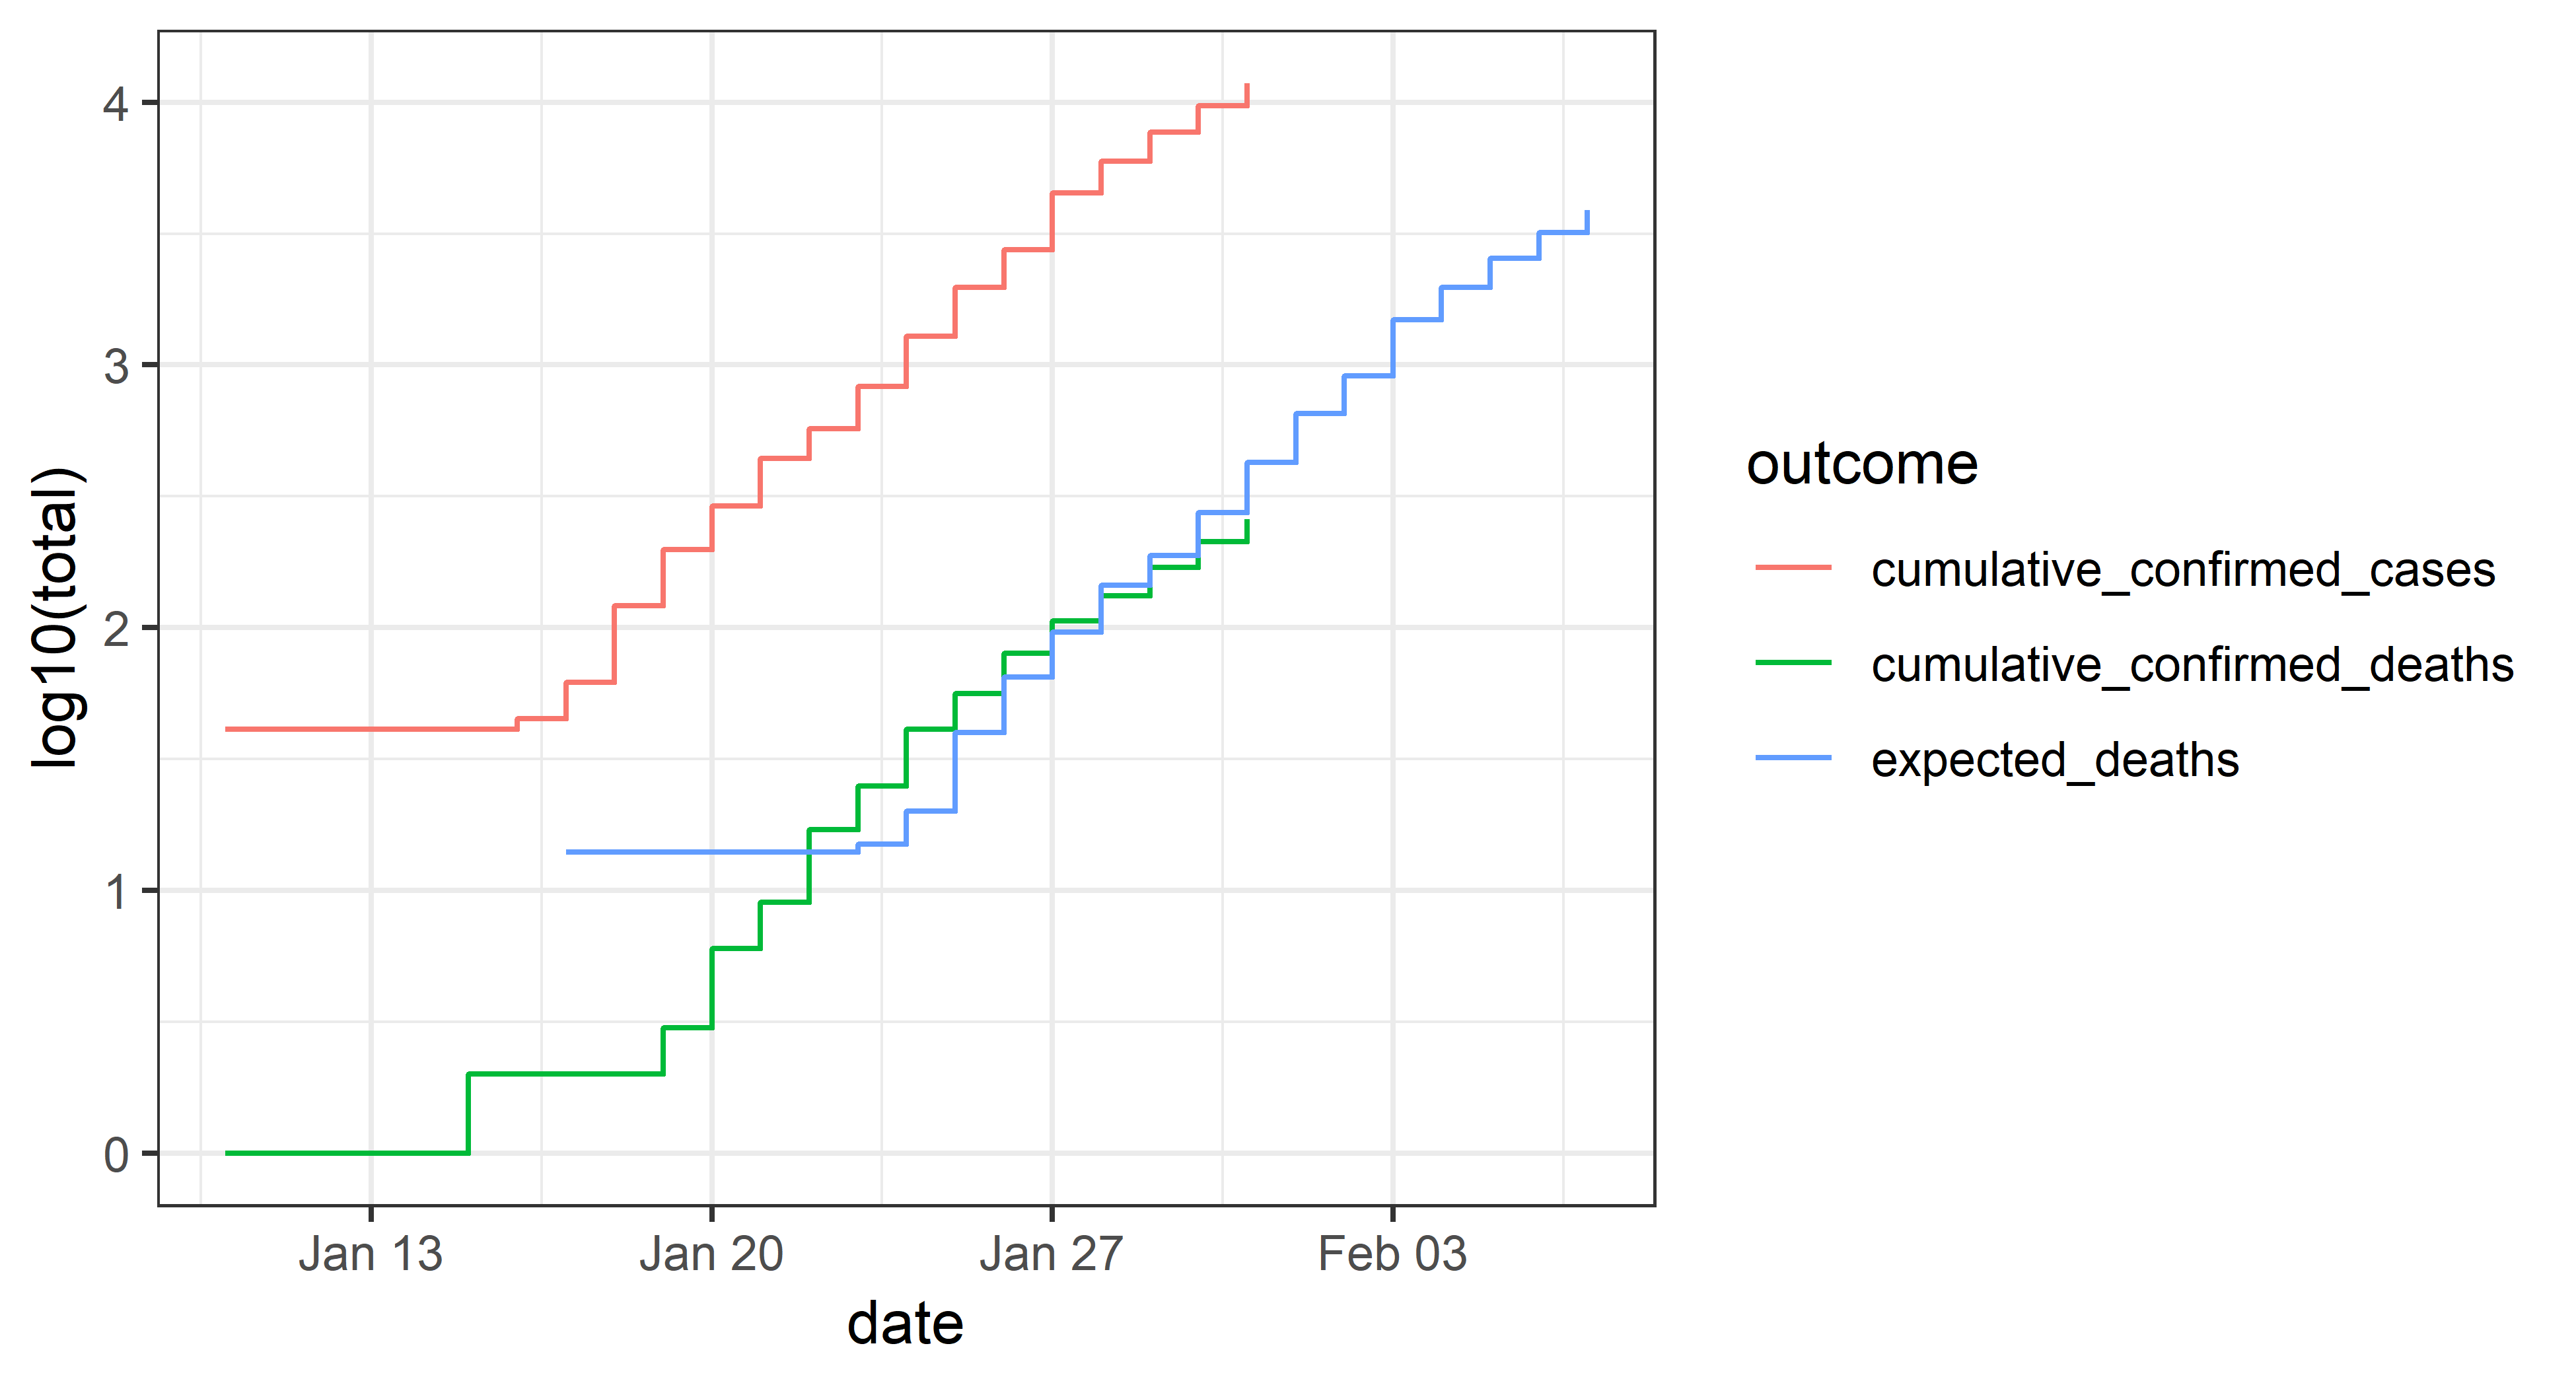 4
3
2
1
0
log10(total)
Jan 13
Jan 20
Jan 27
Feb 03
date
outcome
cumulative_confirmed_cases
cumulative_confirmed_deaths
expected_deaths